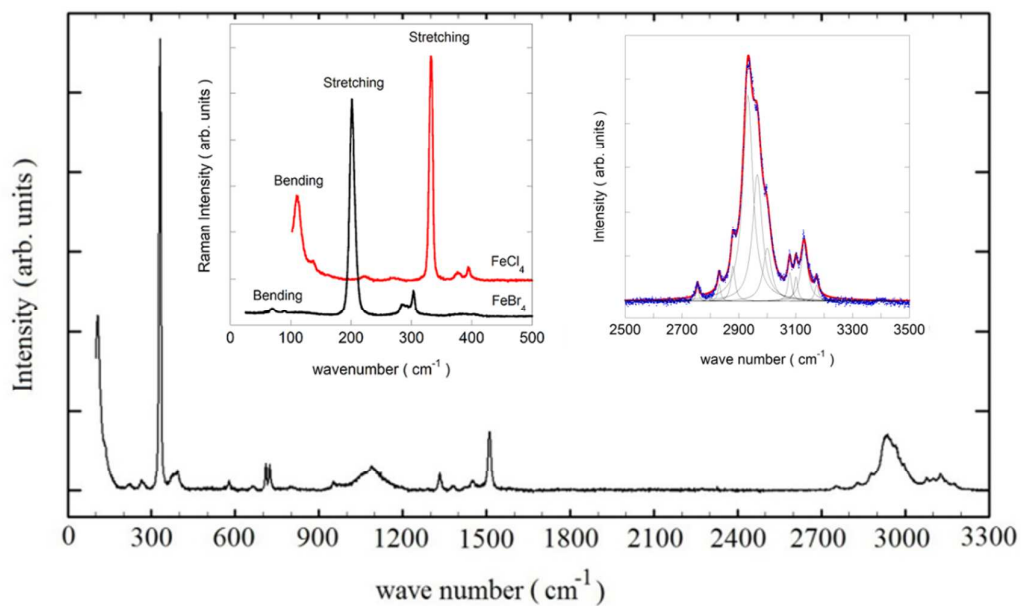 Stretching
Stretching
Bending
Bending
FeCl4
FeBr4
Raman Intensity ( arb. units)
0 100 200 300 400 500
wavenumber ( cm-1 )
Intensity ( arb. units)
2500 2700 2900 3100 3300 3500
wave number ( cm-1 )
Intensity (arb. units)
0 300 600 900 1200 1500 1800 2100 2400 2700 3000 3300
wave number ( cm-1 )